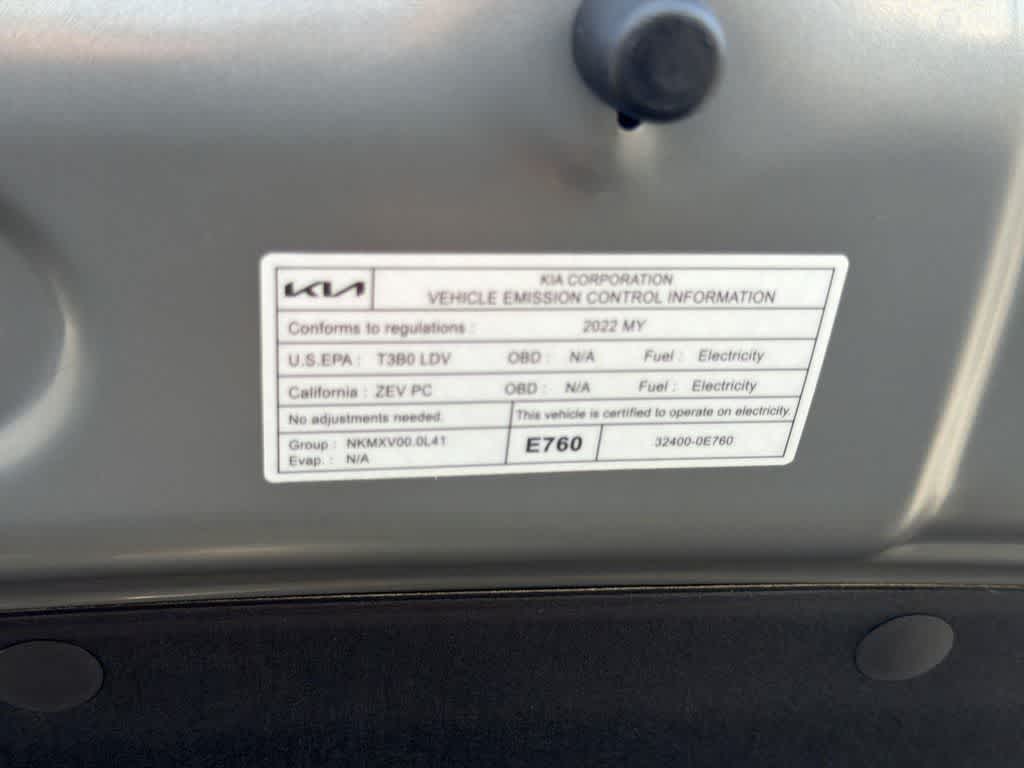 KIA
KIA CORPORATION
VEHICLE EMISSION CONTROL INFORMATION
Conforms to regulations : 2022 MY
U.S.EPA : T3B0 LDV OBD : N/A Fuel : Electricity
California : ZEV PC OBD : N/A Fuel : Electricity
No adjustments needed. This vehicle is certified to operate on electricity.
Group : NKMXV00.0L41 E760 32400-0E760
Evap. : N/A